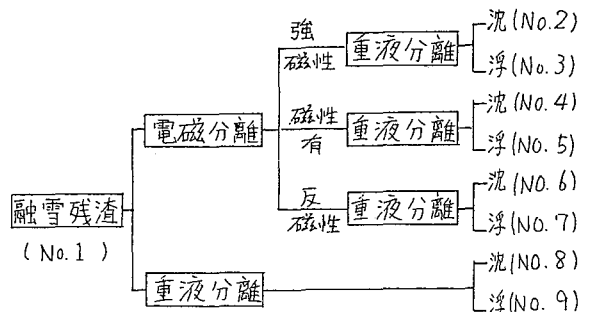 融雪残渣
(No.1)
電磁分離
強
磁性
重液分離
沈(No.2)
浮(No.3)
磁性
有
重液分離
沈(No.4)
浮(No.5)
反
磁性
重液分離
沈(NO.6)
浮(No.7)
重液分離
沈(NO.8)
浮(No.9)